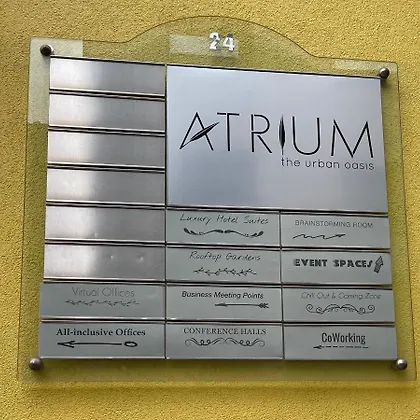 24
ATRIUM
the urban oasis
Luxury Hotel Suites
BRAINSTORMING ROOM
Rooftop Gardens
EVENT SPACES
Virtual Offices
Business Meeting Points
Chill Out & Gaming Zone
All-inclusive Offices
CONFERENCE HALLS
CoWorking